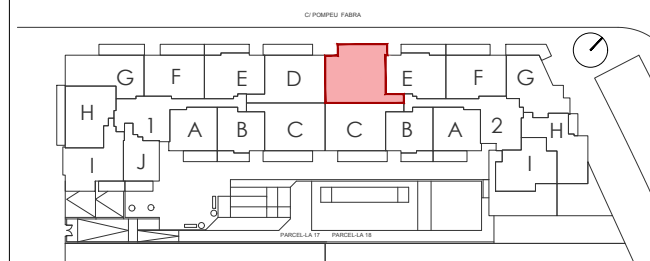 C/ POMPEU FABRA
G F E D E F G
H 1 A B C C B A 2 H
I J I
PARCEL·LA 17 PARCEL·LA 18